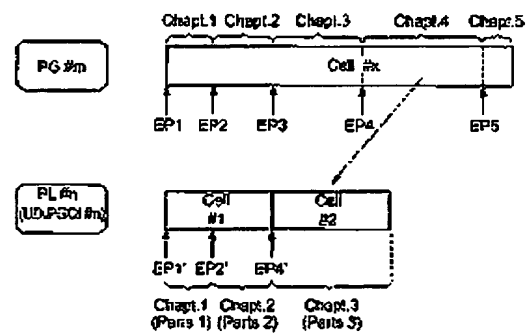 Chapt.1 Chapt.2 Chapt.3 Chapt.4 Chapt.5
PG #m
Cell #x
EP1 EP2 EP3 EP4 EP5
PL #n
(UD_PGCI #n)
Cell
#1
Cell
#2
EP1' EP2' EP4'
Chapt.1 Chapt.2 Chapt.3
(Parts 1) (Parts 2) (Parts 3)